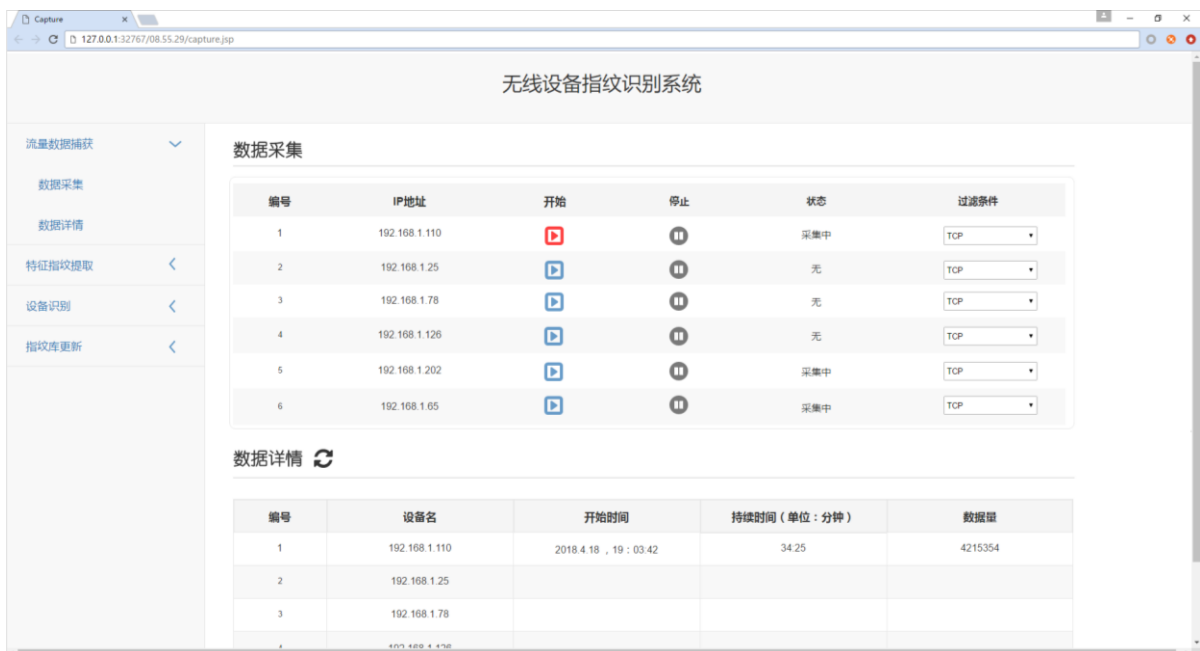 Capture
127.0.0.1:32767/08.55.29/capture.jsp
无线设备指纹识别系统
流量数据捕获
数据采集
数据详情
特征指纹提取
设备识别
指纹库更新
数据采集
编号 IP地址 开始 停止 状态 过滤条件
1 192.168.1.110 采集中 TCP
2 192.168.1.25 无 TCP
3 192.168.1.78 无 TCP
4 192.168.1.126 无 TCP
5 192.168.1.202 采集中 TCP
6 192.168.1.65 采集中 TCP
数据详情
编号 设备名 开始时间 持续时间（单位：分钟） 数据量
1 192.168.1.110 2018.4.18 ，19：03:42 34:25 4215354
2 192.168.1.25
3 192.168.1.78
4 192.168.1.126